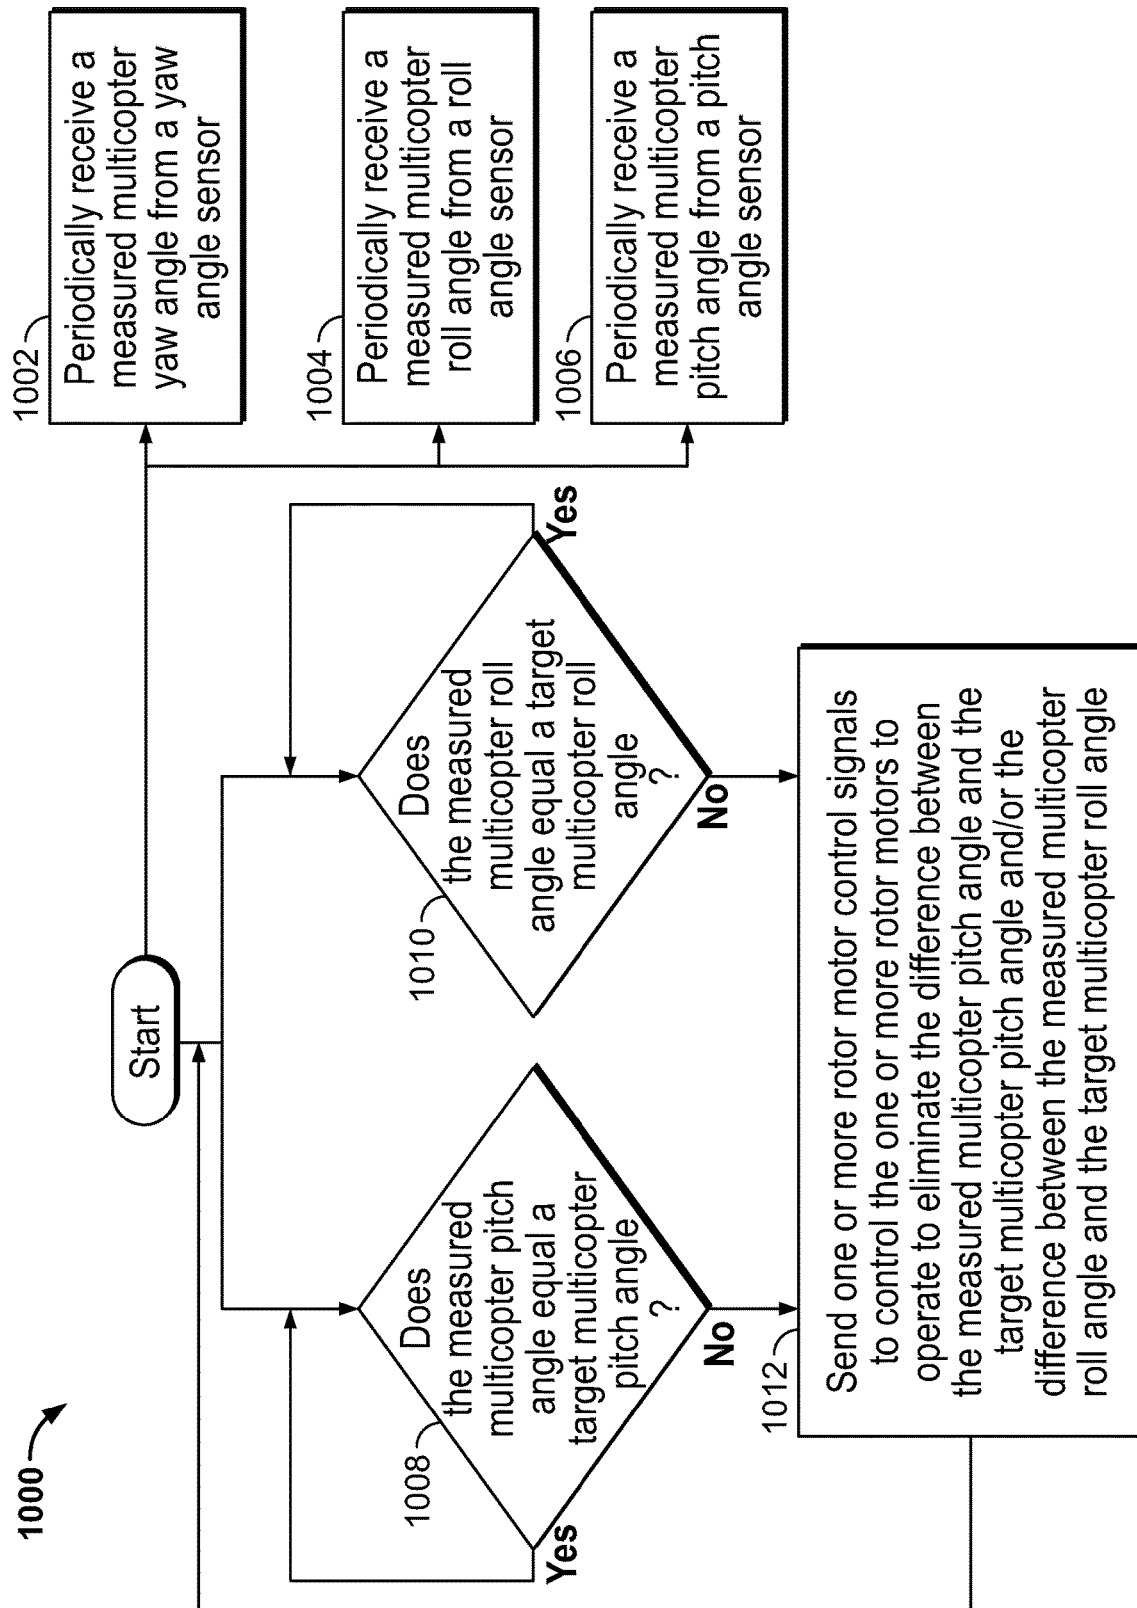 1000
Start
1002
Periodically receive a
measured multicopter
yaw angle from a yaw
angle sensor
1004
Periodically receive a
measured multicopter
roll angle from a roll
angle sensor
1006
Periodically receive a
measured multicopter
pitch angle from a pitch
angle sensor
1008
Does
the measured
multicopter pitch
angle equal a
target multicopter
pitch angle
?
Yes
No
1010
Does
the measured
multicopter roll
angle equal a target
multicopter roll
angle
?
Yes
No
1012
Send one or more rotor motor control signals
to control the one or more rotor motors to
operate to eliminate the difference between
the measured multicopter pitch angle and the
target multicopter pitch angle and/or the
difference between the measured multicopter
roll angle and the target multicopter roll angle